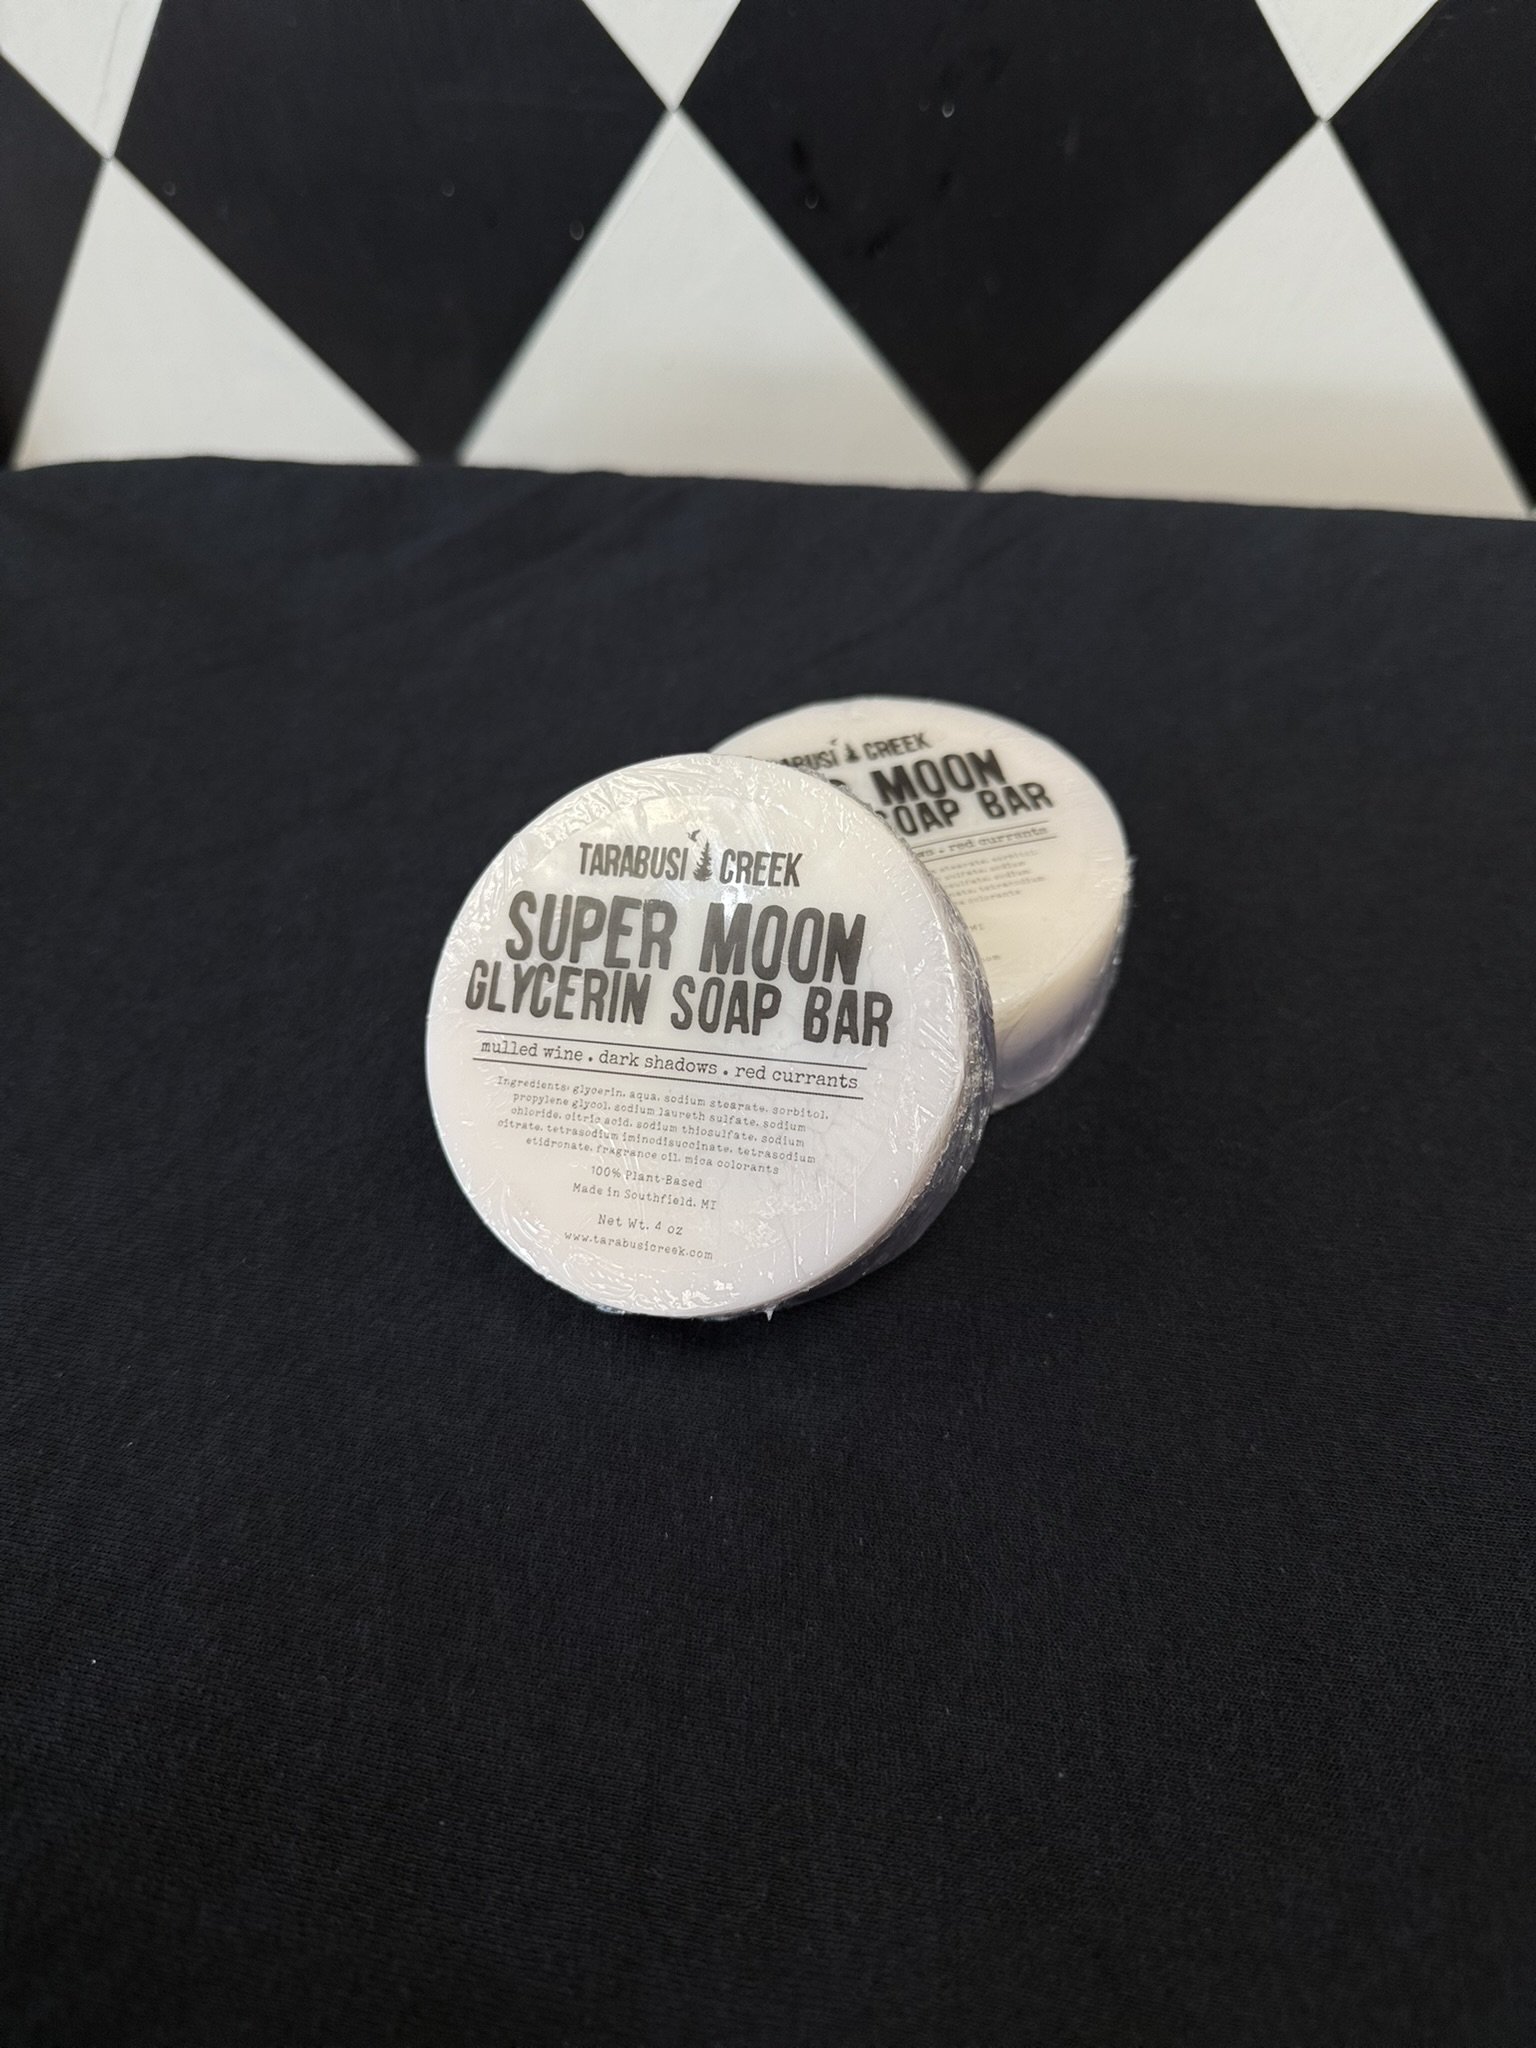 TARABUSI CREEK
SUPER MOON
GLYCERIN SOAP BAR
mulled wine . dark shadows . red currants
Ingredients: glycerin, aqua, sodium stearate, sorbitol,
propylene glycol, sodium laureth sulfate, sodium
chloride, citric acid, sodium thiosulfate, sodium
citrate, tetrasodium iminodisuccinate, tetrasodium
etidronate, fragrance oil, mica colorants
100% Plant-Based
Made in Southfield, MI
Net Wt. 4 oz
www.tarabusicreek.com
CREEK
MOON
SOAP BAR
. red currants